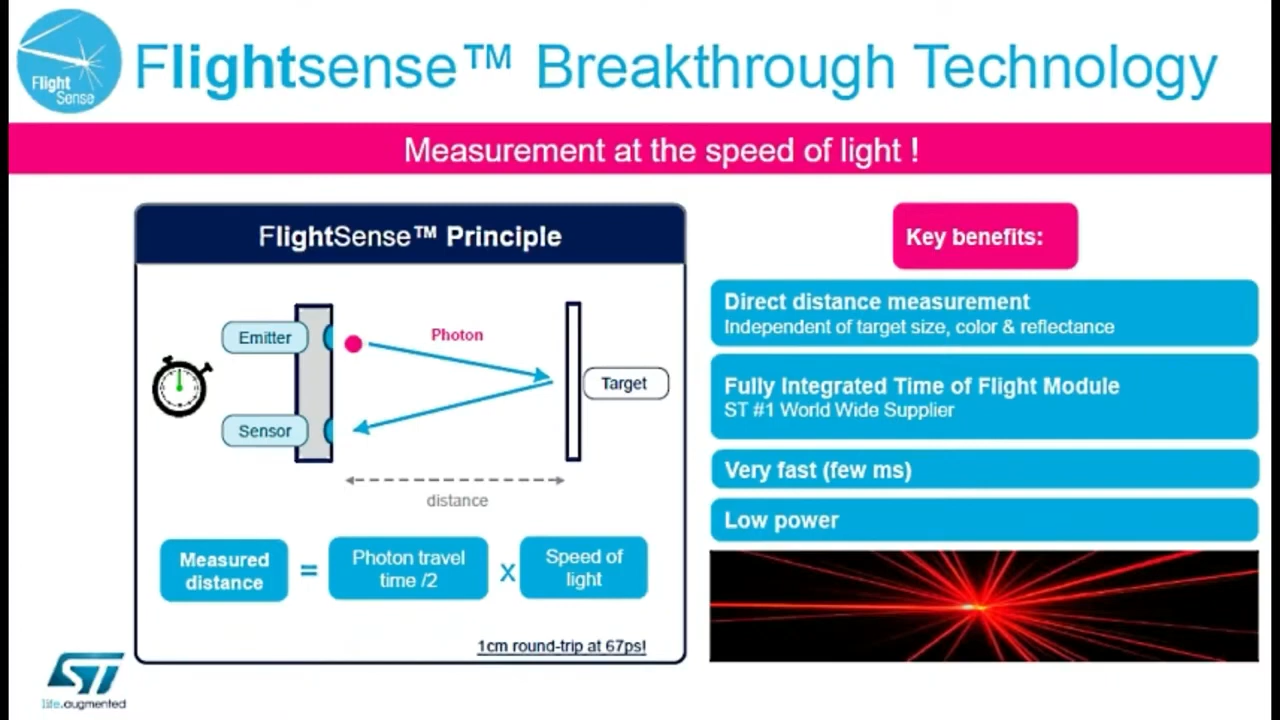 Flight
Sense
Flightsense™ Breakthrough Technology
Measurement at the speed of light !
FlightSense™ Principle
Emitter
Photon
Target
Sensor
distance
Measured
distance
=
Photon travel
time /2
x
Speed of
light
1cm round-trip at 67ps!
Key benefits:
Direct distance measurement
Independent of target size, color & reflectance
Fully Integrated Time of Flight Module
ST #1 World Wide Supplier
Very fast (few ms)
Low power
ST
life.augmented